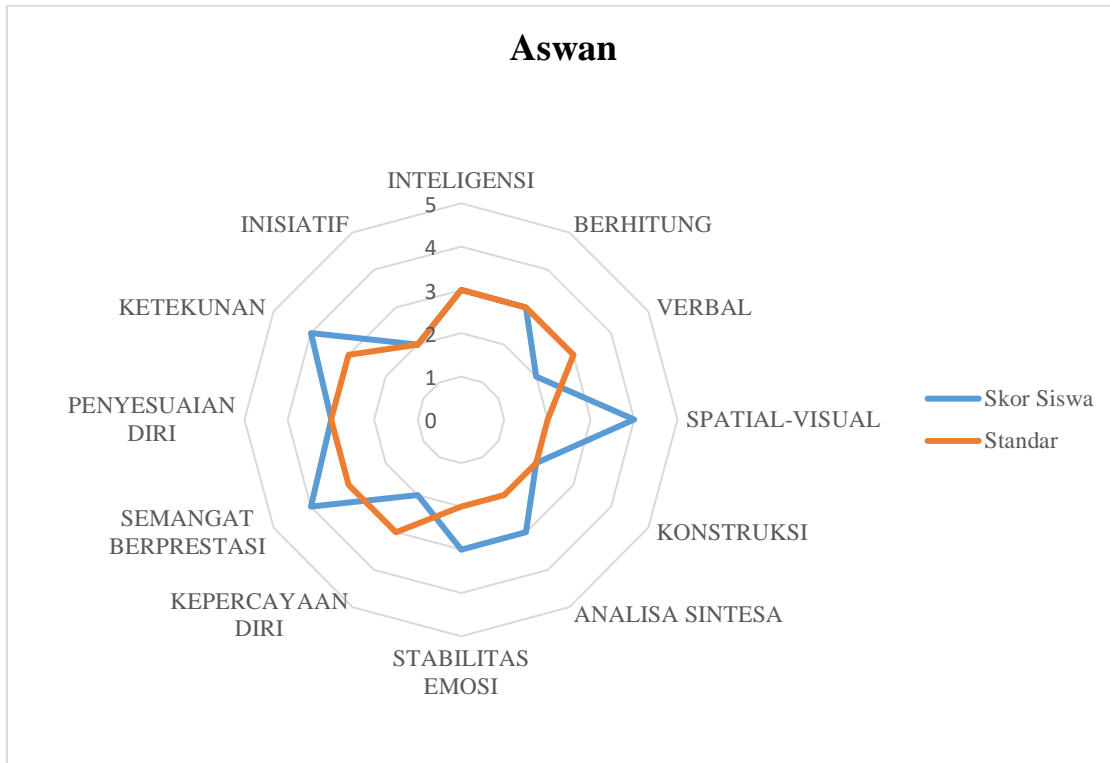 Aswan
INTELIGENSI
BERHITUNG
VERBAL
SPATIAL-VISUAL
KONSTRUKSI
ANALISA SINTESA
STABILITAS
EMOSI
KEPERCAYAAN
DIRI
SEMANGAT
BERPRESTASI
PENYESUAIAN
DIRI
KETEKUNAN
INISIATIF
5
4
3
2
1
0
Skor Siswa
Standar